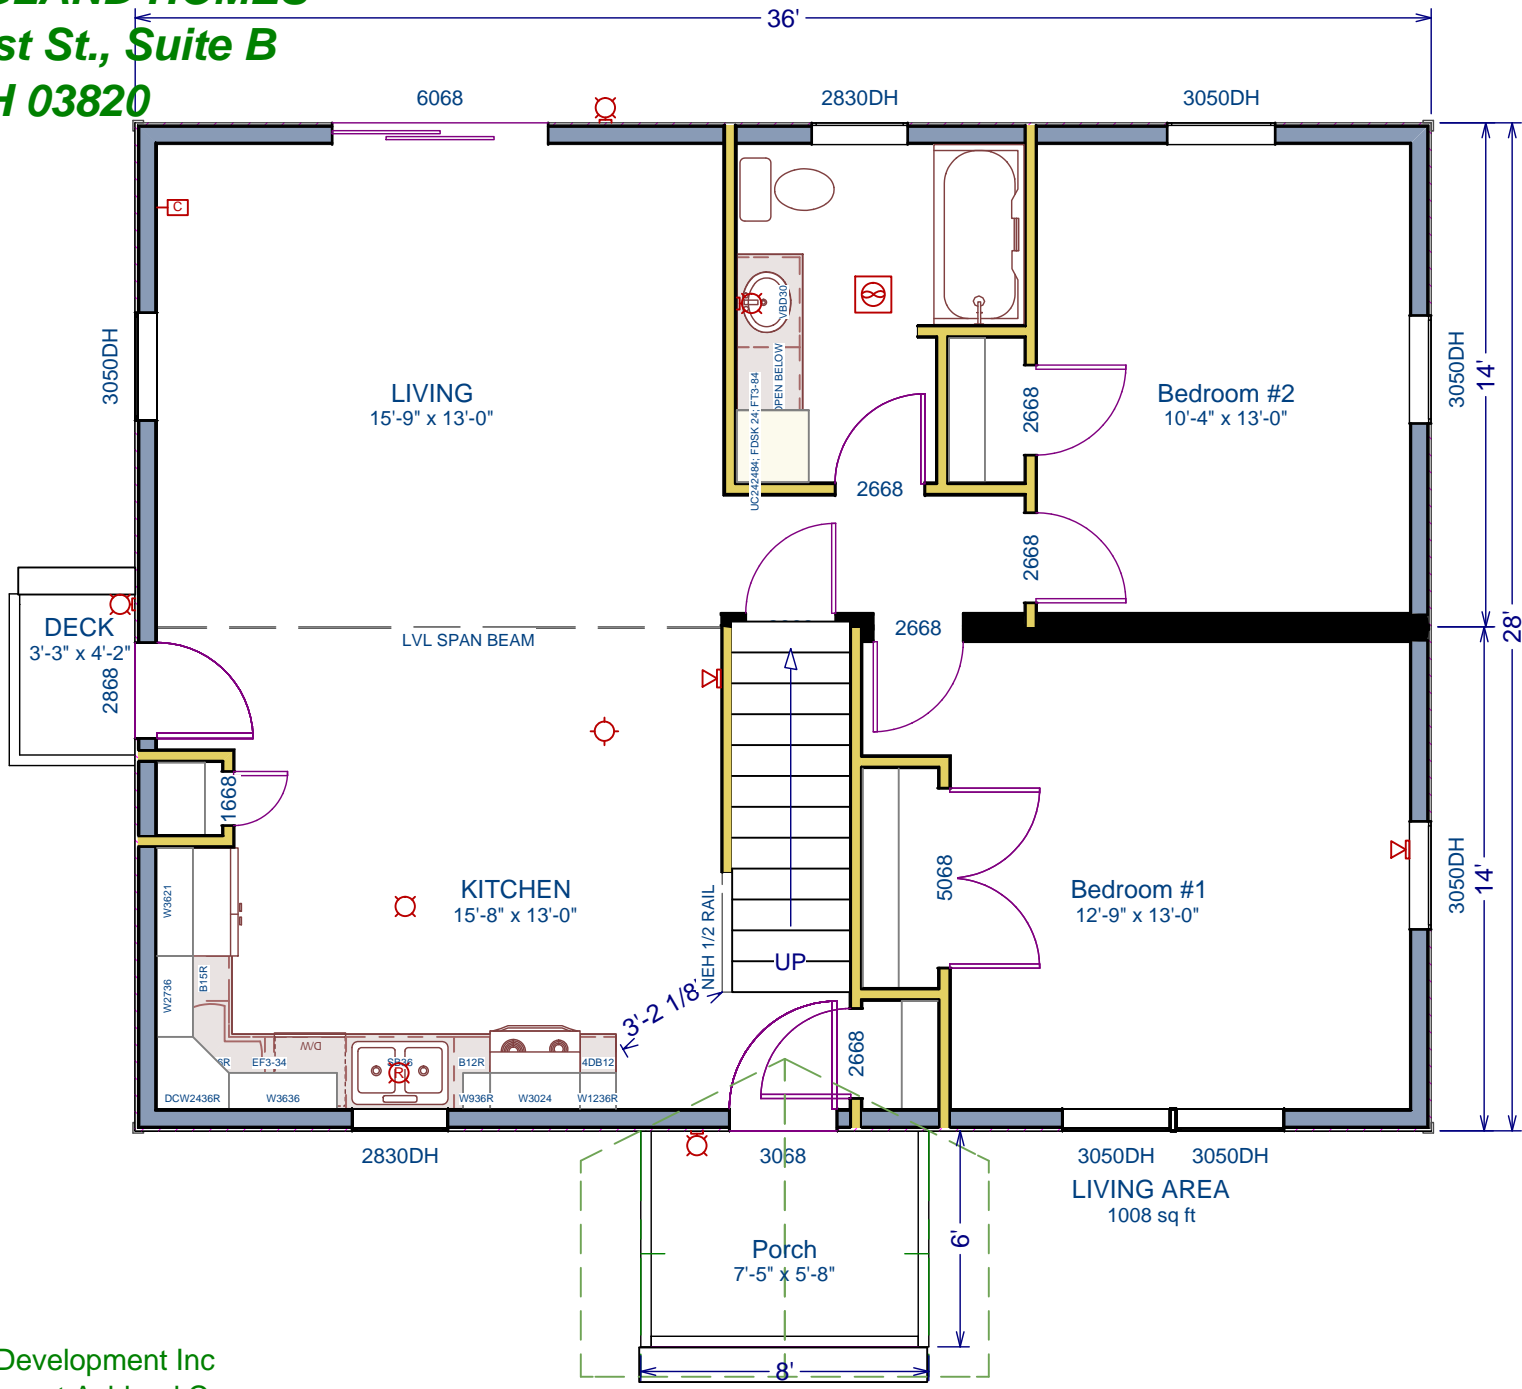 st St., Suite B
H 03820
36'
6068
2830DH
3050DH
C
3050DH
LIVING
15'-9" x 13'-0"
VBD30
OPEN BELOW
UC242484; FDSK 24; FT3-84
2668
2668
Bedroom #2
10'-4" x 13'-0"
3050DH
14'
28'
2668
2668
DECK
3'-3" x 4'-2"
2868
LVL SPAN BEAM
1668
KITCHEN
15'-8" x 13'-0"
NEH 1/2 RAIL
UP
3'-2 1/8"
5068
Bedroom #1
12'-9" x 13'-0"
3050DH
14'
W3621
W2736
B15R
DCW2436R
EF3-34
W3636
D/W
SB36
R
B12R
W936R
W3024
4DB12
W1236R
2668
2830DH
3068
3050DH
3050DH
LIVING AREA
1008 sq ft
Porch
7'-5" x 5'-8"
6'
8'
Development Inc